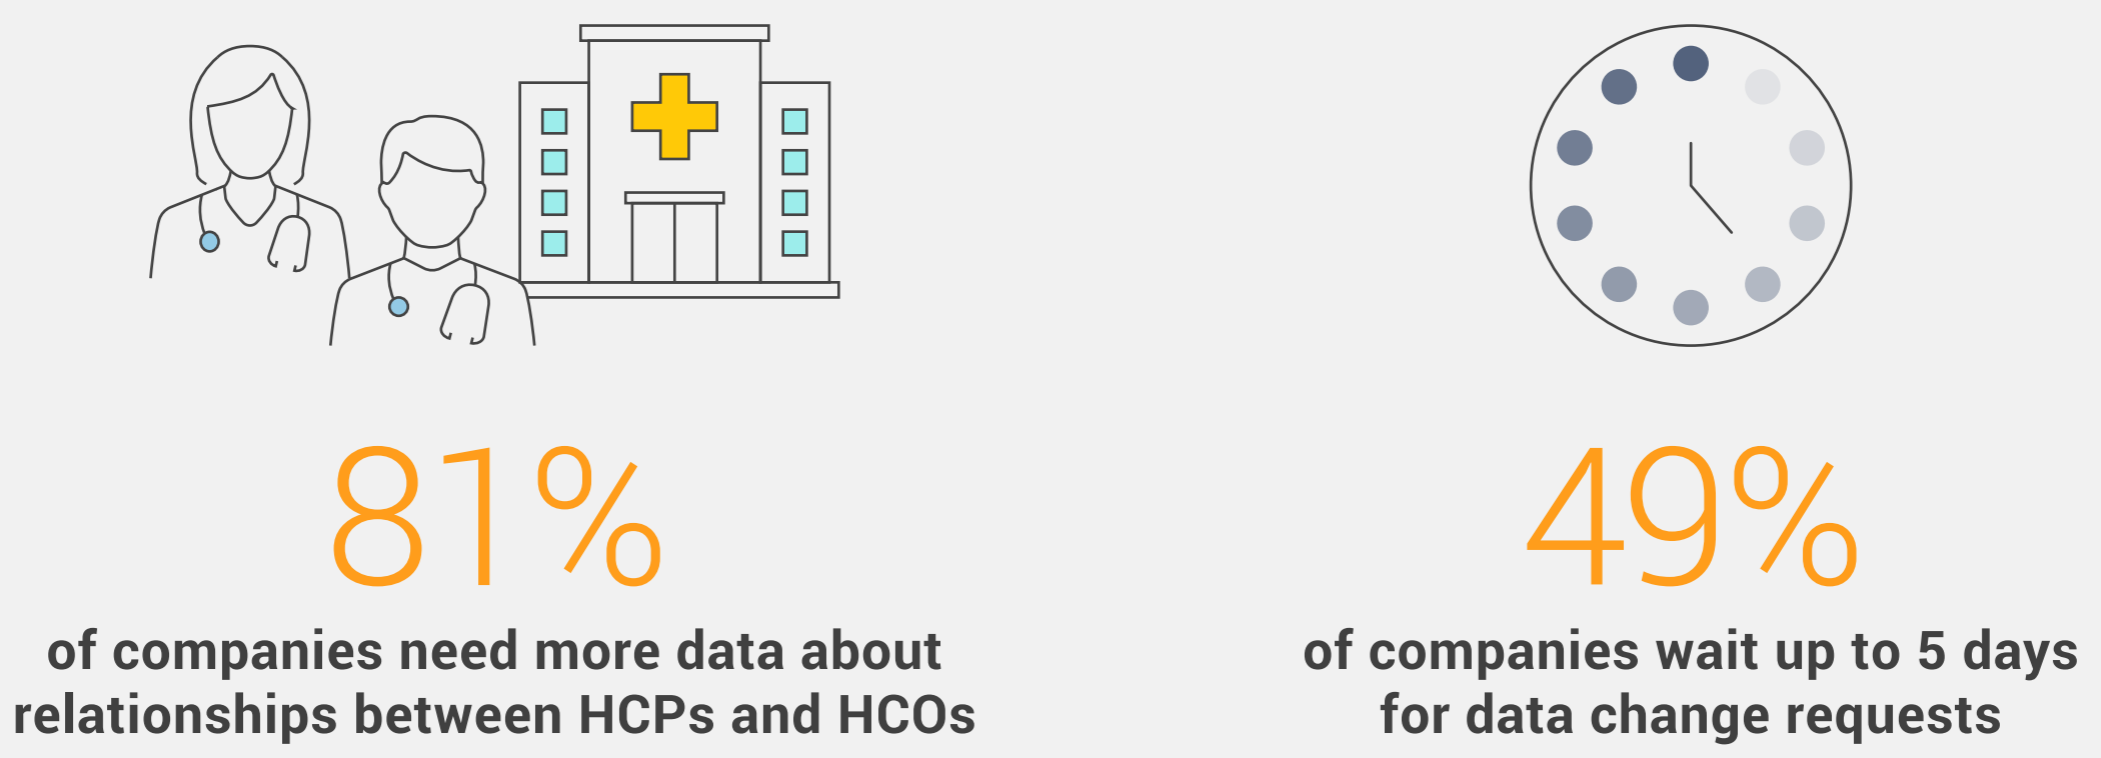 81%
of companies need more data about
relationships between HCPs and HCOs
49%
of companies wait up to 5 days
for data change requests